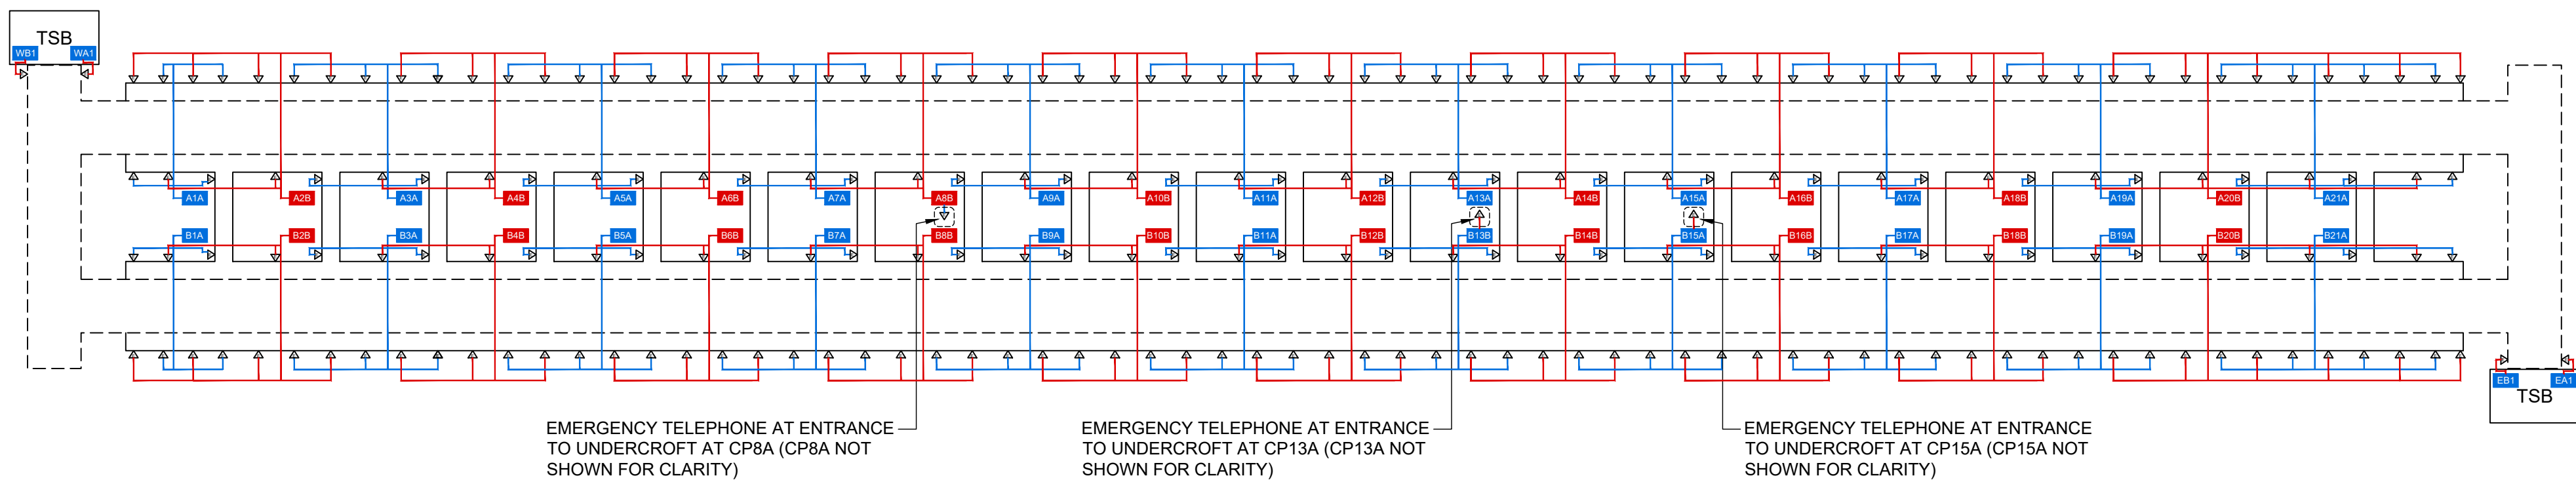 TSB
WB1 WA1
A1A A2B A3A A4B A5A A6B A7A A8B A9A A10B A11A A12B A13A A14B A15A A16B A17A A18B A19A A20B A21A
B1A B2B B3A B4B B5A B6B B7A B8B B9A B10B B11A B12B B13B B14B B15A B16B B17A B18B B19A B20B B21A
EB1 EA1
TSB
EMERGENCY TELEPHONE AT ENTRANCE
TO UNDERCROFT AT CP8A (CP8A NOT
SHOWN FOR CLARITY)
EMERGENCY TELEPHONE AT ENTRANCE
TO UNDERCROFT AT CP13A (CP13A NOT
SHOWN FOR CLARITY)
EMERGENCY TELEPHONE AT ENTRANCE
TO UNDERCROFT AT CP15A (CP15A NOT
SHOWN FOR CLARITY)